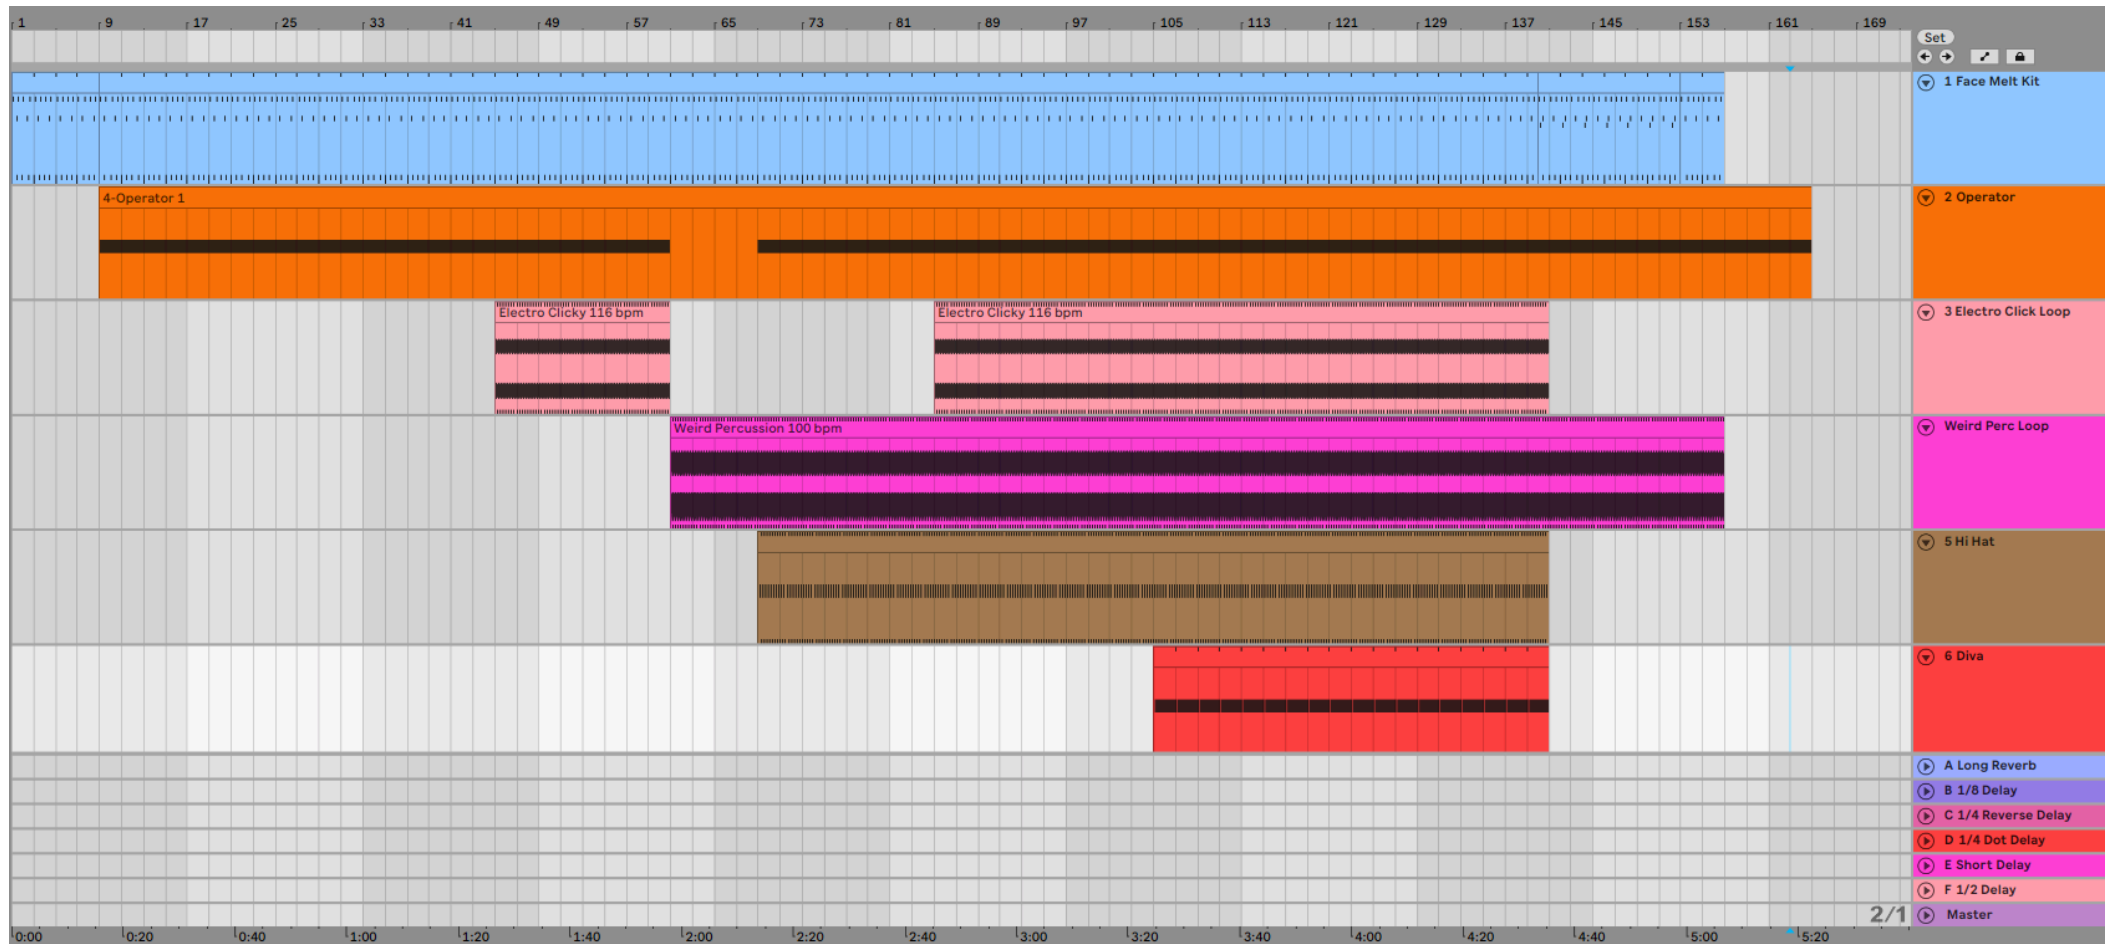 1 9 17 25 33 41 49 57 65 73 81 89 97 105 113 121 129 137 145 153 161 169
Set
1 Face Melt Kit
4-Operator 1
2 Operator
Electro Clicky 116 bpm
Electro Clicky 116 bpm
3 Electro Click Loop
Weird Percussion 100 bpm
Weird Perc Loop
5 Hi Hat
6 Diva
A Long Reverb
B 1/8 Delay
C 1/4 Reverse Delay
D 1/4 Dot Delay
E Short Delay
F 1/2 Delay
2/1
Master
0:00 0:20 0:40 1:00 1:20 1:40 2:00 2:20 2:40 3:00 3:20 3:40 4:00 4:20 4:40 5:00 5:20